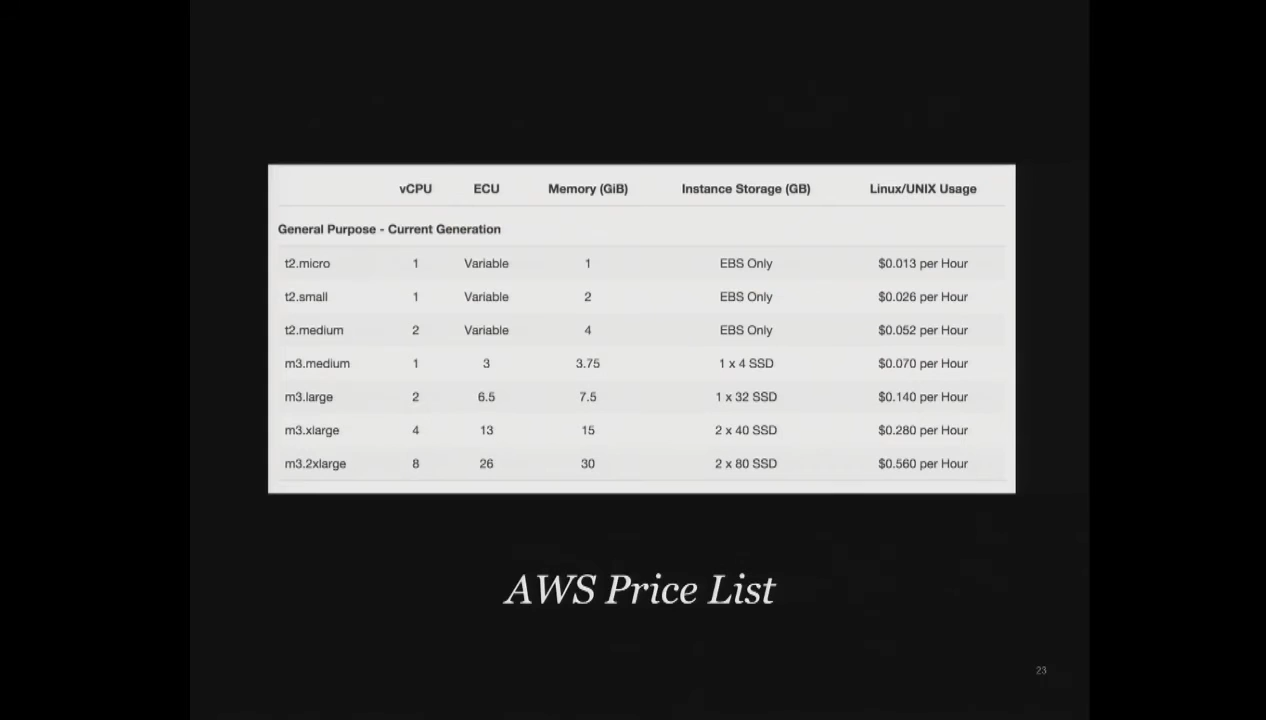 vCPU ECU Memory (GiB) Instance Storage (GB) Linux/UNIX Usage
General Purpose - Current Generation
t2.micro 1 Variable 1 EBS Only $0.013 per Hour
t2.small 1 Variable 2 EBS Only $0.026 per Hour
t2.medium 2 Variable 4 EBS Only $0.052 per Hour
m3.medium 1 3 3.75 1 x 4 SSD $0.070 per Hour
m3.large 2 6.5 7.5 1 x 32 SSD $0.140 per Hour
m3.xlarge 4 13 15 2 x 40 SSD $0.280 per Hour
m3.2xlarge 8 26 30 2 x 80 SSD $0.560 per Hour
AWS Price List
23